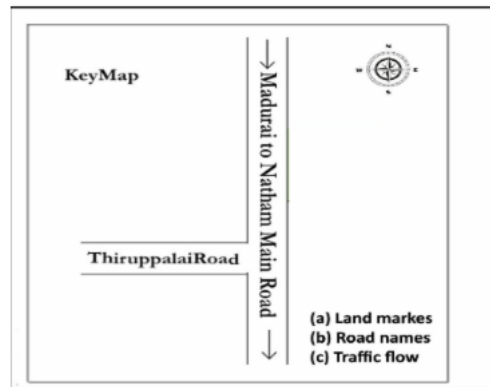 N
W E
S
KeyMap
Madurai to Natham Main Road
ThiruppalaiRoad
(a) Land markes
(b) Road names
(c) Traffic flow